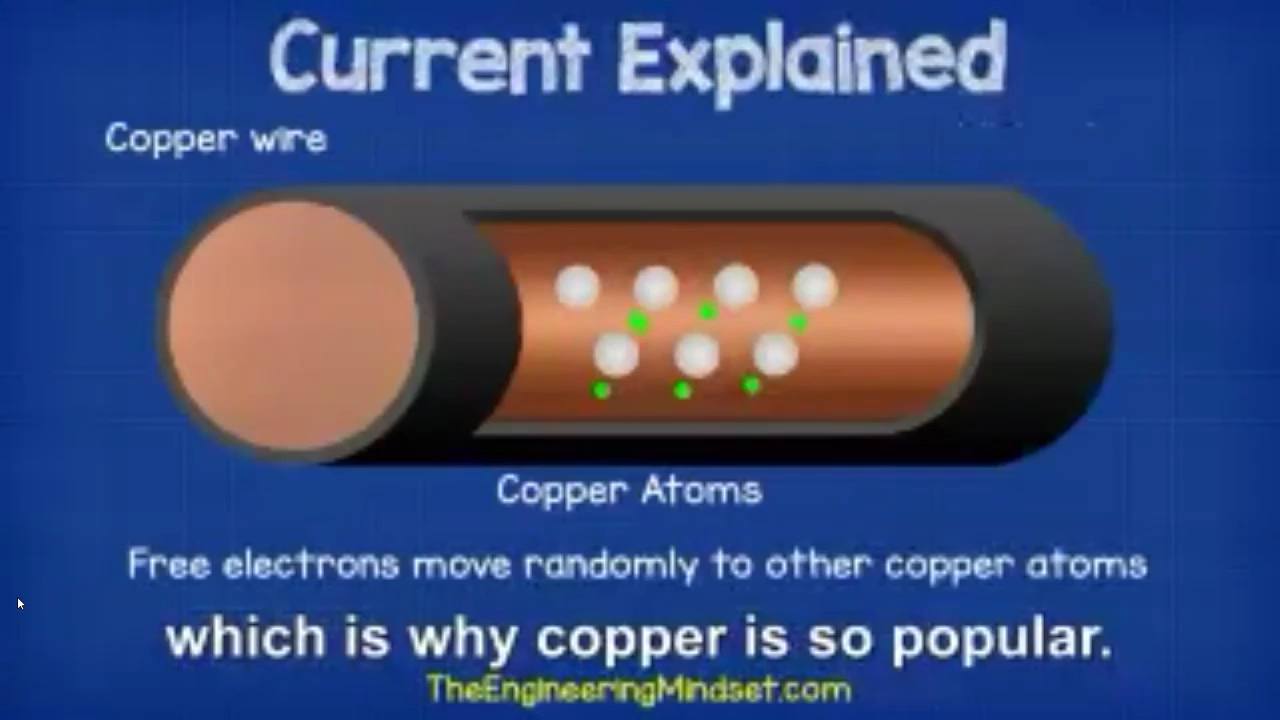 Current Explained
Copper wire
Copper Atoms
Free electrons move randomly to other copper atoms
which is why copper is so popular.
TheEngineeringMindset.com